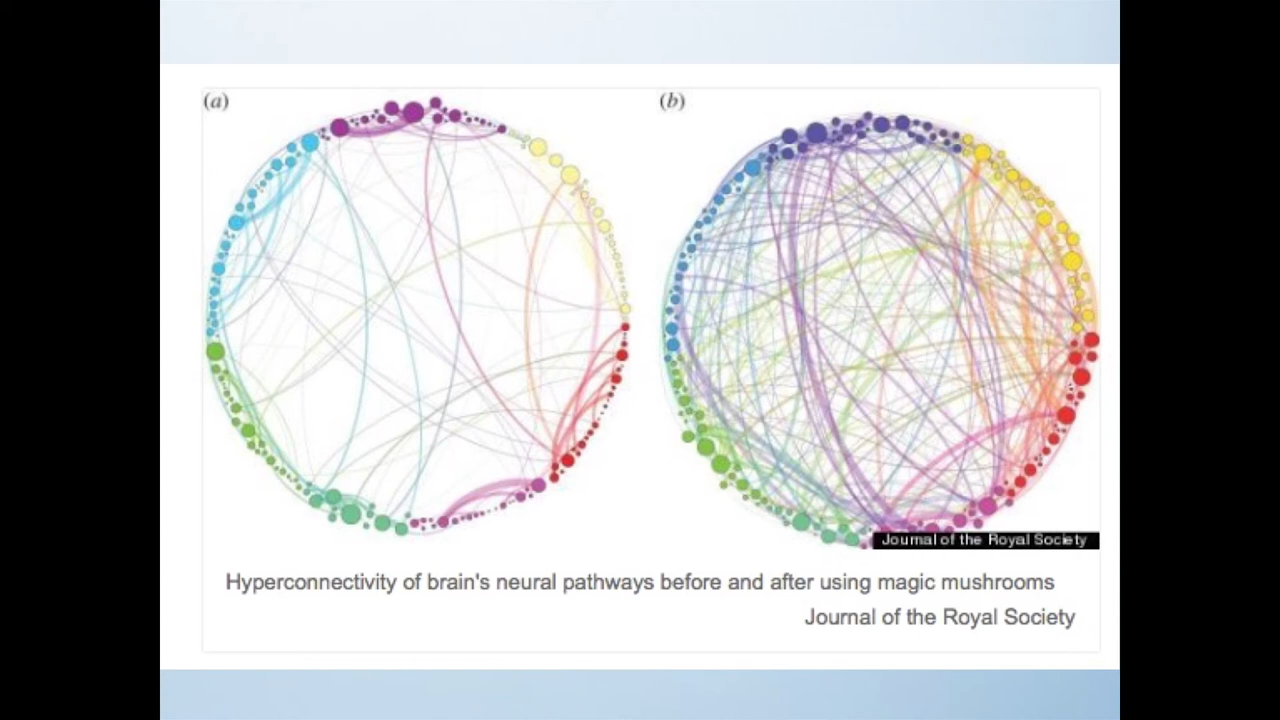 (a)
(b)
Journal of the Royal Society
Hyperconnectivity of brain's neural pathways before and after using magic mushrooms
Journal of the Royal Society